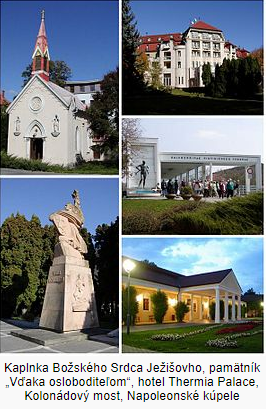 Kaplnka Božského Srdca Ježišovho, pamätník
„Vďaka osloboditeľom“, hotel Thermia Palace,
Kolonádový most, Napoleonské kúpele